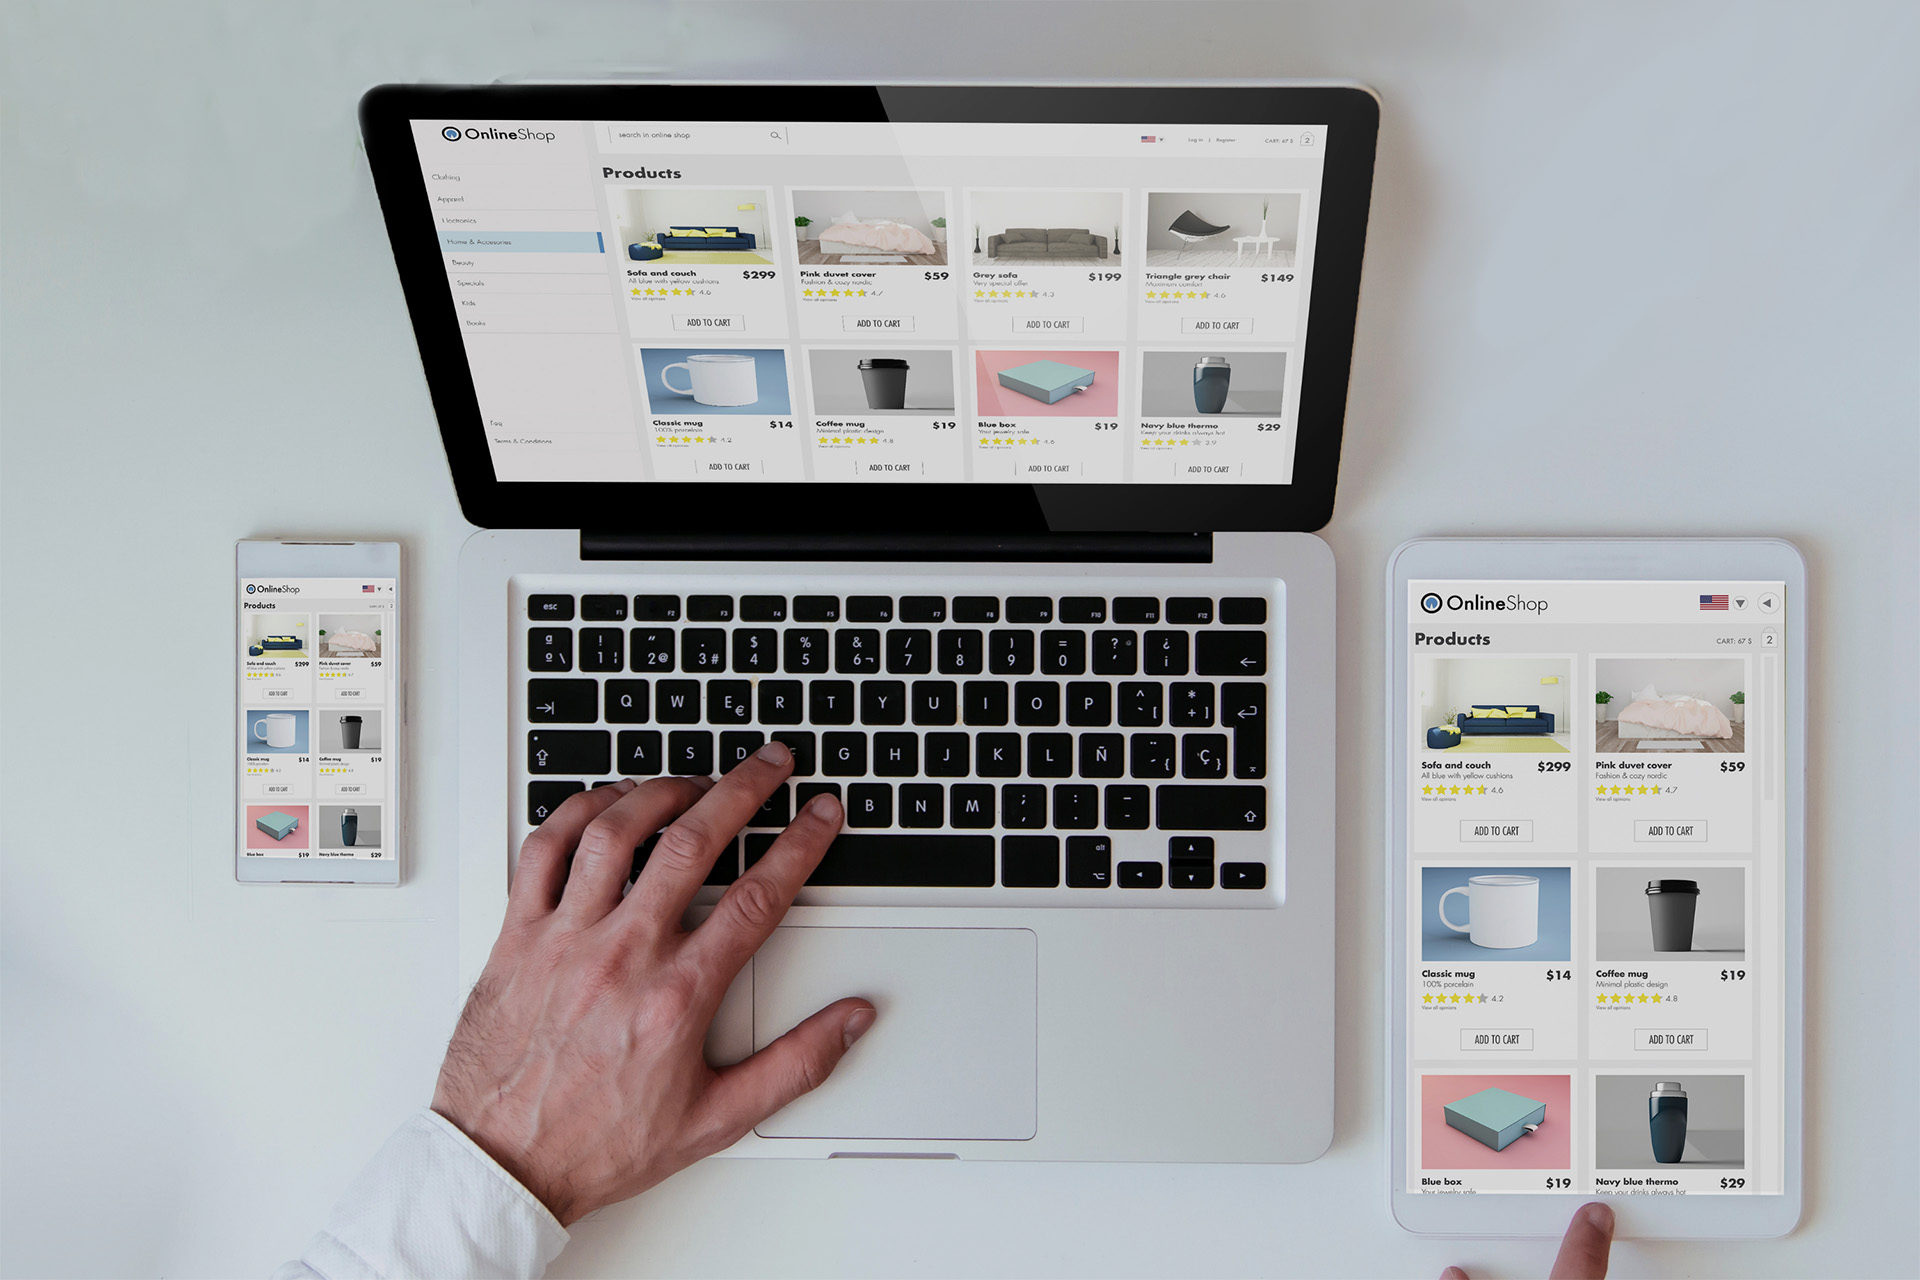 OnlineShop
search in online shop
Log in | Register
CART: 67 $ 2
Clothing
Apparel
Electronics
Home & Accesories
Beauty
Specials
Kids
Books
Faq
Terms & Conditions
Products
Sofa and couch $299
All blue with yellow cushions
4.6
View all opinions
ADD TO CART
Pink duvet cover $59
Fashion & cozy nordic
4.7
View all opinions
ADD TO CART
Grey sofa $199
Very special offer
4.3
View all opinions
ADD TO CART
Triangle grey chair $149
Maximum comfort
4.6
View all opinions
ADD TO CART
Classic mug $14
100% porcelain
4.2
View all opinions
ADD TO CART
Coffee mug $19
Minimal plastic design
4.8
View all opinions
ADD TO CART
Blue box $19
Your jewelry safe
4.6
View all opinions
ADD TO CART
Navy blue thermo $29
Keep your drinks always hot
3.9
View all opinions
ADD TO CART
OnlineShop
Products
Sofa and couch $299
ADD TO CART
Pink duvet cover $59
ADD TO CART
Classic mug $14
ADD TO CART
Coffee mug $19
ADD TO CART
Blue box $19
Navy blue thermo $29
esc F1 F2 F3 F4 F5 F6 F7 F8 F9 F10 F11 F12
ª ! " · $ % & / ( ) = ? ¿
º \ 1 | 2 @ 3 # 4 5 6 ¬ 7 8 9 0 ' ¡
Q W E € R T Y U I O P ^ ` [ * + ]
A S D F G H J K L Ñ ¨ ´ { Ç }
C B N M ; , : . _ -
alt
OnlineShop
Products
CART: 67 $ 2
Sofa and couch $299
All blue with yellow cushions
4.6
View all opinions
ADD TO CART
Pink duvet cover $59
Fashion & cozy nordic
4.7
View all opinions
ADD TO CART
Classic mug $14
100% porcelain
4.2
View all opinions
ADD TO CART
Coffee mug $19
Minimal plastic design
4.8
View all opinions
ADD TO CART
Blue box $19
Your jewelry safe
Navy blue thermo $29
Keep your drinks always hot